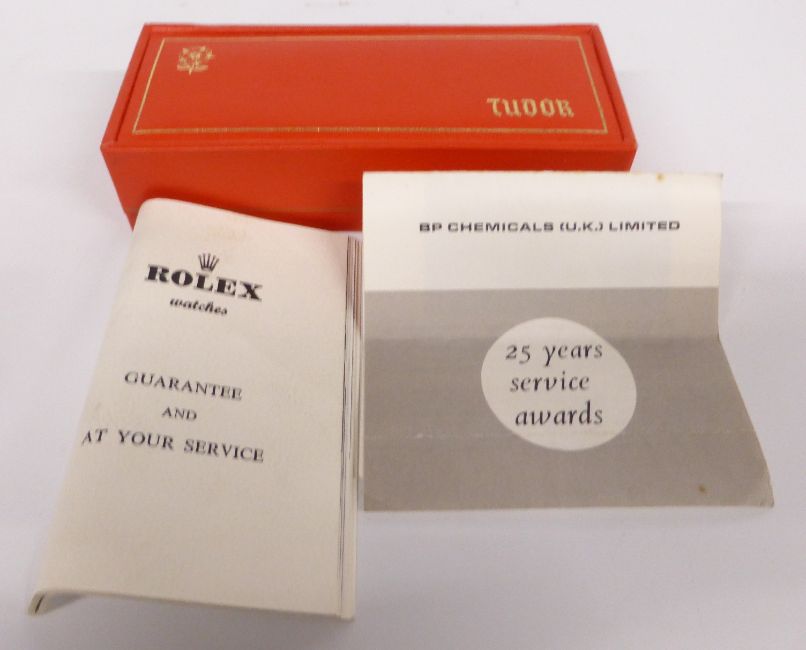 TUDOR
BP CHEMICALS (U.K.) LIMITED
25 years
service
awards
ROLEX
watches
GUARANTEE
AND
AT YOUR SERVICE